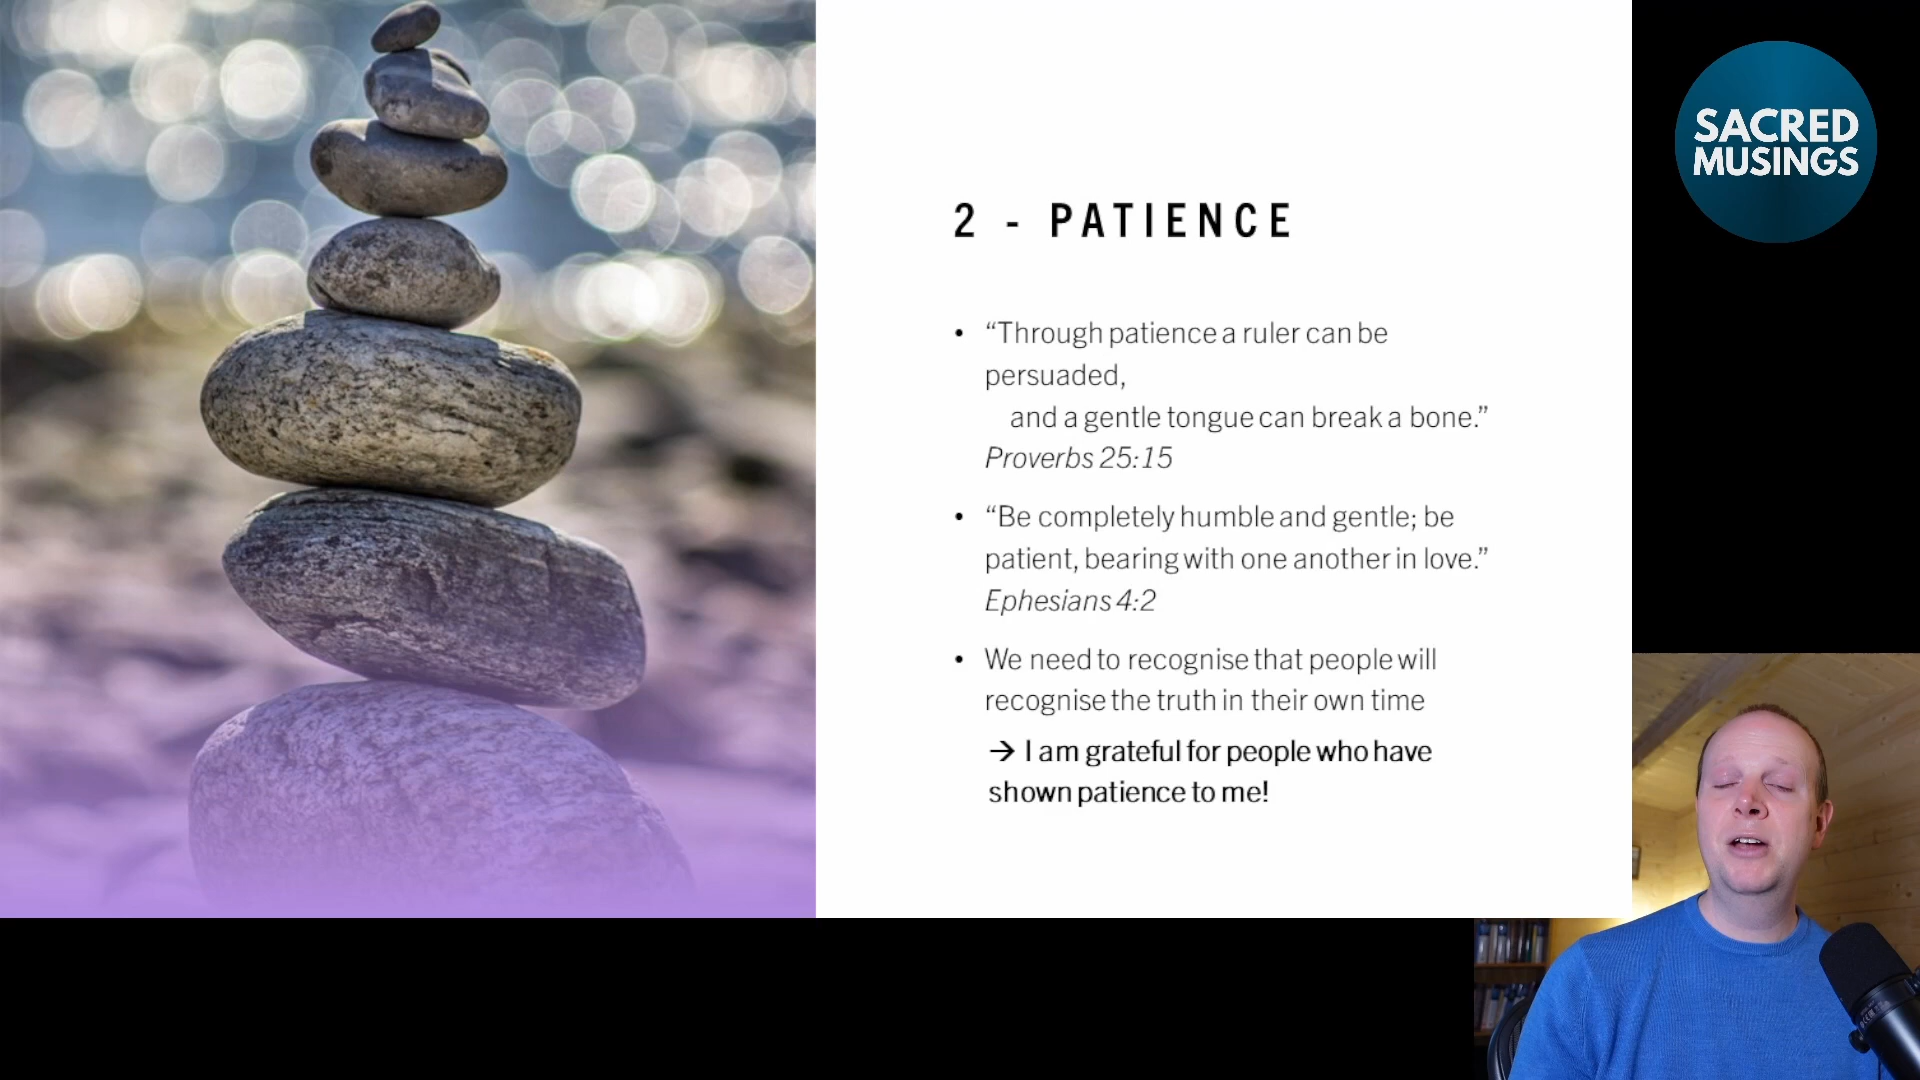 SACRED
MUSINGS
2 - PATIENCE
• “Through patience a ruler can be
persuaded,
and a gentle tongue can break a bone.”
Proverbs 25:15
• “Be completely humble and gentle; be
patient, bearing with one another in love.”
Ephesians 4:2
• We need to recognise that people will
recognise the truth in their own time
→ I am grateful for people who have
shown patience to me!